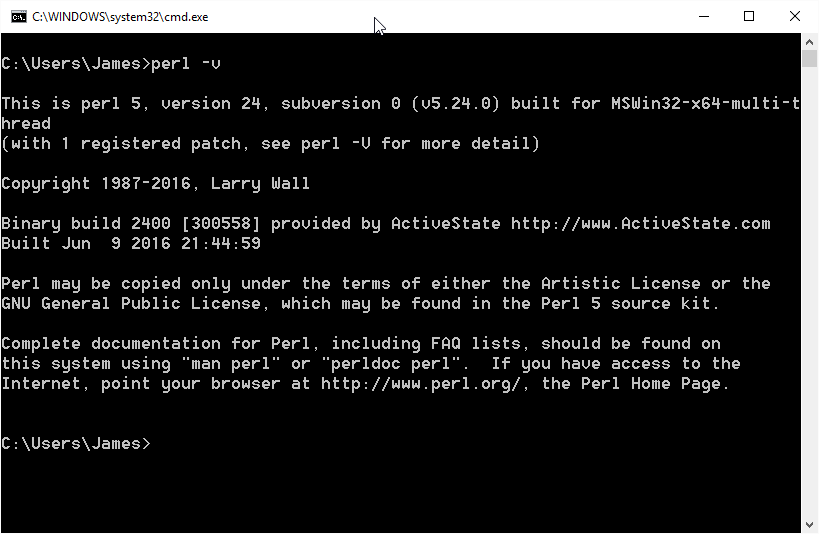 C:\WINDOWS\system32\cmd.exe
C:\Users\James>perl -v
This is perl 5, version 24, subversion 0 (v5.24.0) built for MSWin32-x64-multi-t
hread
(with 1 registered patch, see perl -V for more detail)
Copyright 1987-2016, Larry Wall
Binary build 2400 [300558] provided by ActiveState http://www.ActiveState.com
Built Jun  9 2016 21:44:59
Perl may be copied only under the terms of either the Artistic License or the
GNU General Public License, which may be found in the Perl 5 source kit.
Complete documentation for Perl, including FAQ lists, should be found on
this system using "man perl" or "perldoc perl".  If you have access to the
Internet, point your browser at http://www.perl.org/, the Perl Home Page.
C:\Users\James>